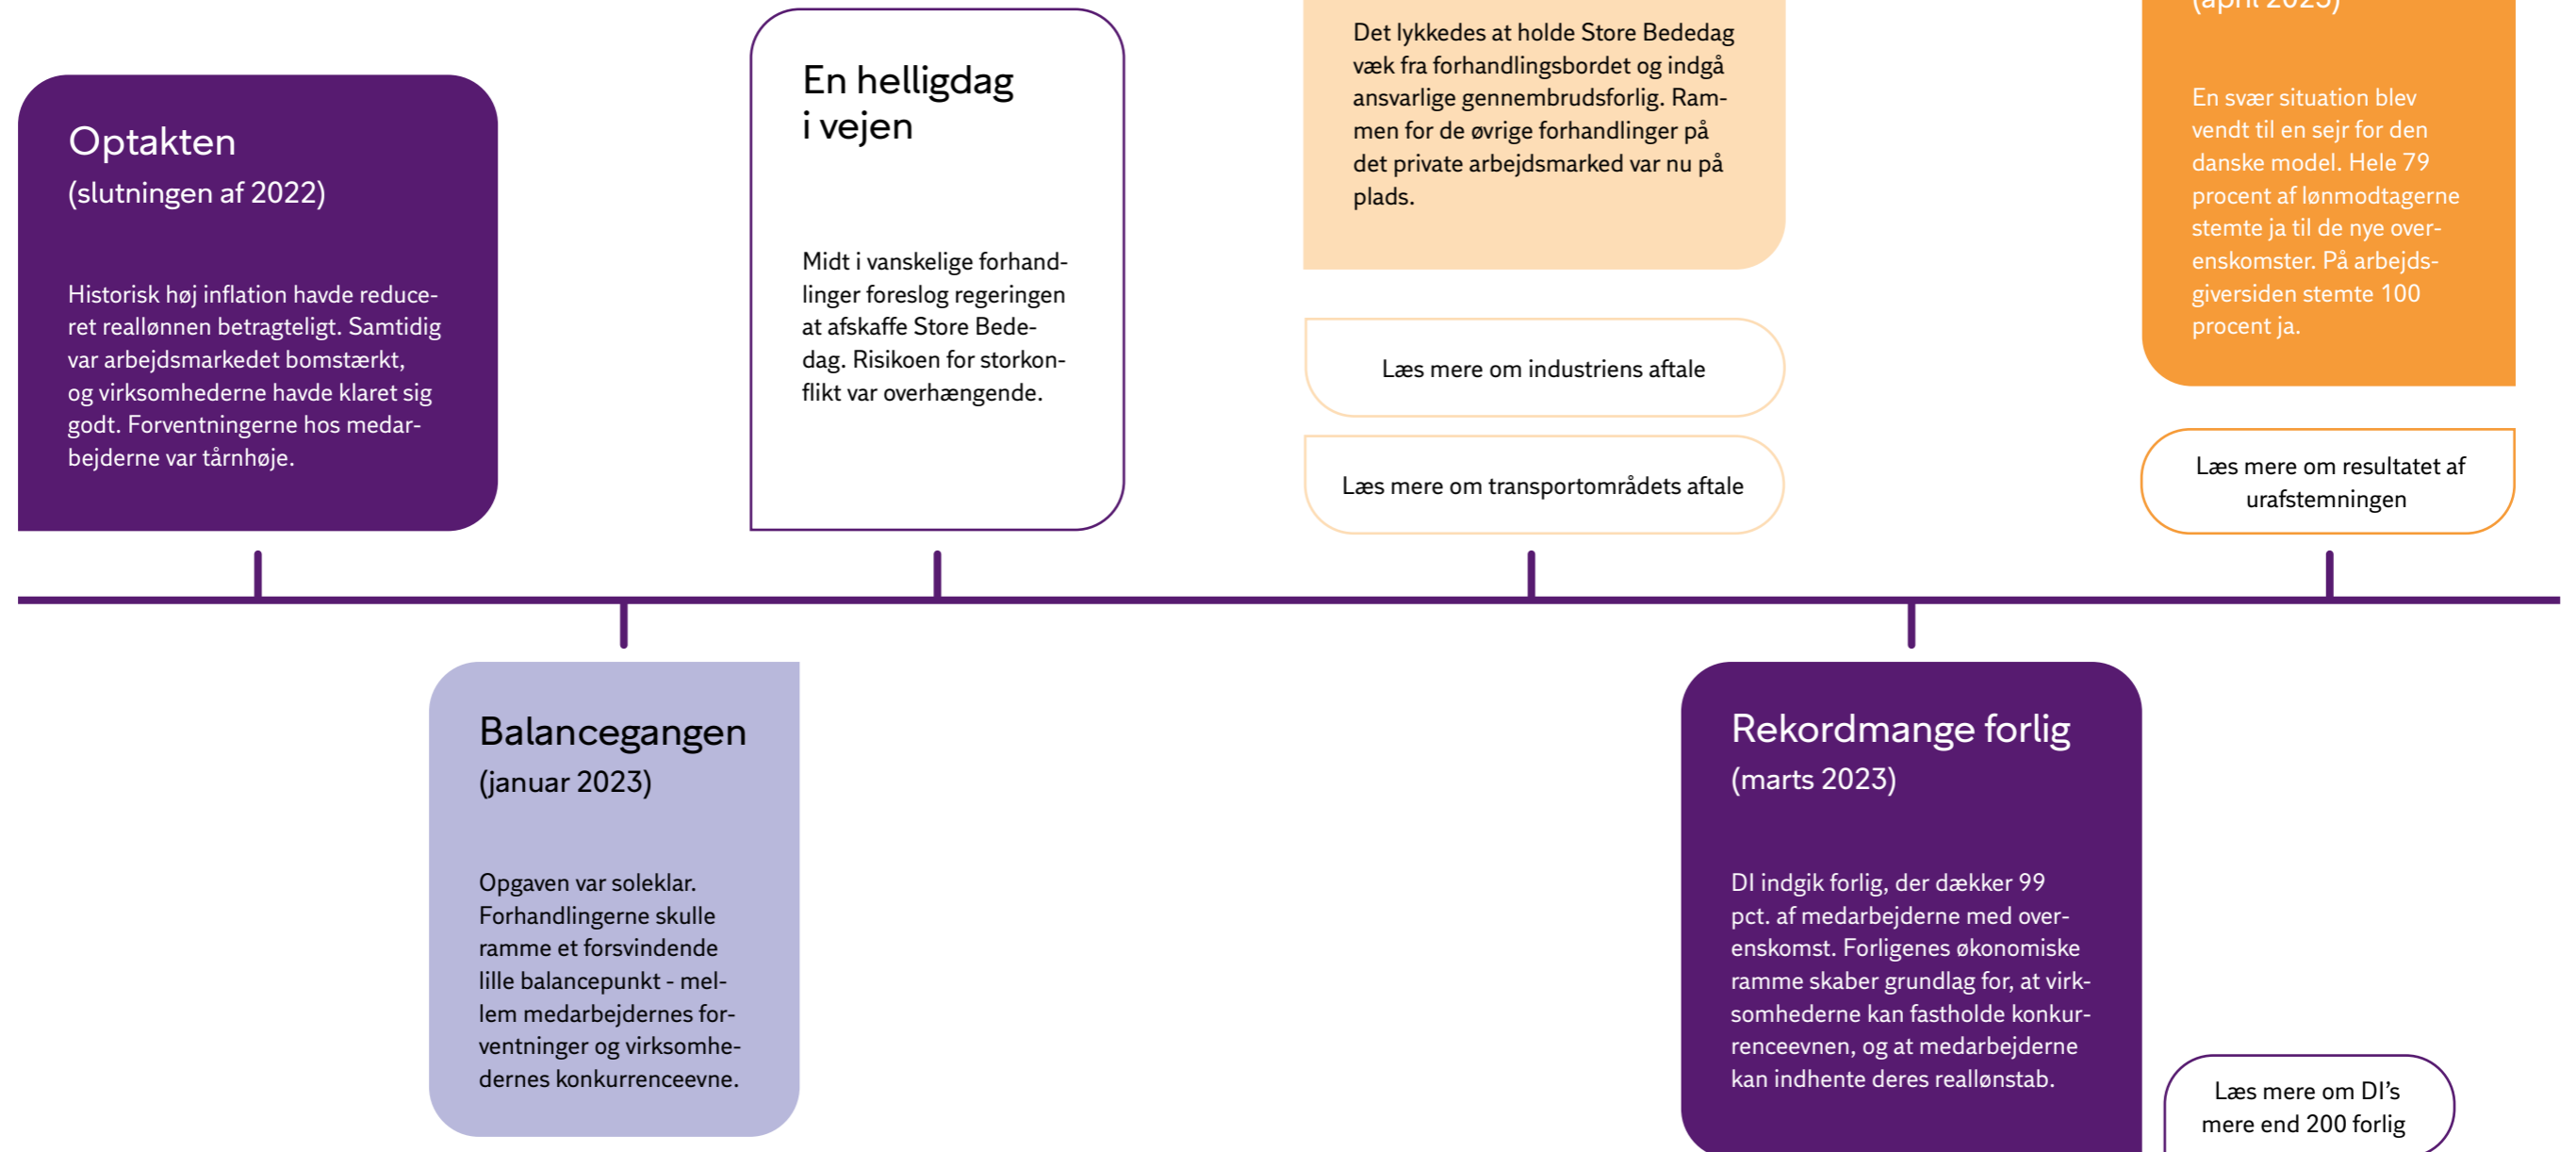 Optakten
(slutningen af 2022)
Historisk høj inflation havde reduce-
ret reallønnen betragteligt. Samtidig
var arbejdsmarkedet bomstærkt,
og virksomhederne havde klaret sig
godt. Forventningerne hos medar-
bejderne var tårnhøje.
Balancegangen
(januar 2023)
Opgaven var soleklar.
Forhandlingerne skulle
ramme et forsvindende
lille balancepunkt - mel-
lem medarbejdernes for-
ventninger og virksomhe-
dernes konkurrenceevne.
En helligdag
i vejen
Midt i vanskelige forhand-
linger foreslog regeringen
at afskaffe Store Bede-
dag. Risikoen for storkon-
flikt var overhængende.
Det lykkedes at holde Store Bededag
væk fra forhandlingsbordet og indgå
ansvarlige gennembrudsforlig. Ram-
men for de øvrige forhandlinger på
det private arbejdsmarked var nu på
plads.
Læs mere om industriens aftale
Læs mere om transportområdets aftale
Rekordmange forlig
(marts 2023)
DI indgik forlig, der dækker 99
pct. af medarbejderne med over-
enskomst. Forligenes økonomiske
ramme skaber grundlag for, at virk-
somhederne kan fastholde konkur-
renceevnen, og at medarbejderne
kan indhente deres reallønstab.
Læs mere om DI's
mere end 200 forlig
(april 2023)
En svær situation blev
vendt til en sejr for den
danske model. Hele 79
procent af lønmodtagerne
stemte ja til de nye over-
enskomster. På arbejds-
giversiden stemte 100
procent ja.
Læs mere om resultatet af
urafstemningen